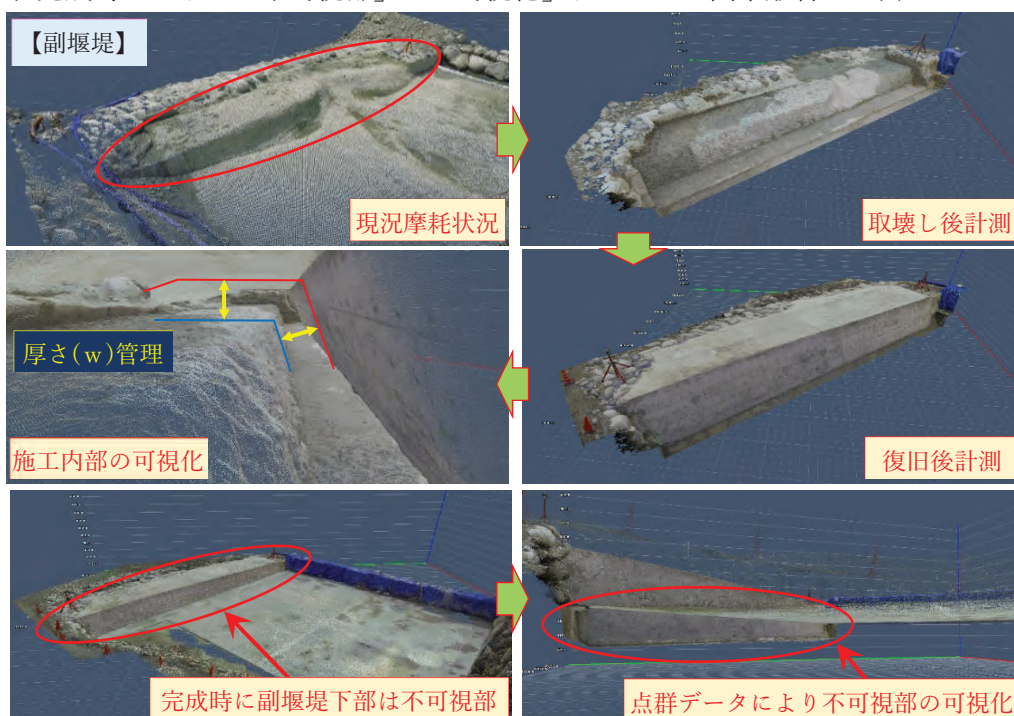 【副堰堤】
現況摩耗状況
取壊し後計測
厚さ(w)管理
施工内部の可視化
復旧後計測
完成時に副堰堤下部は不可視部
点群データにより不可視部の可視化